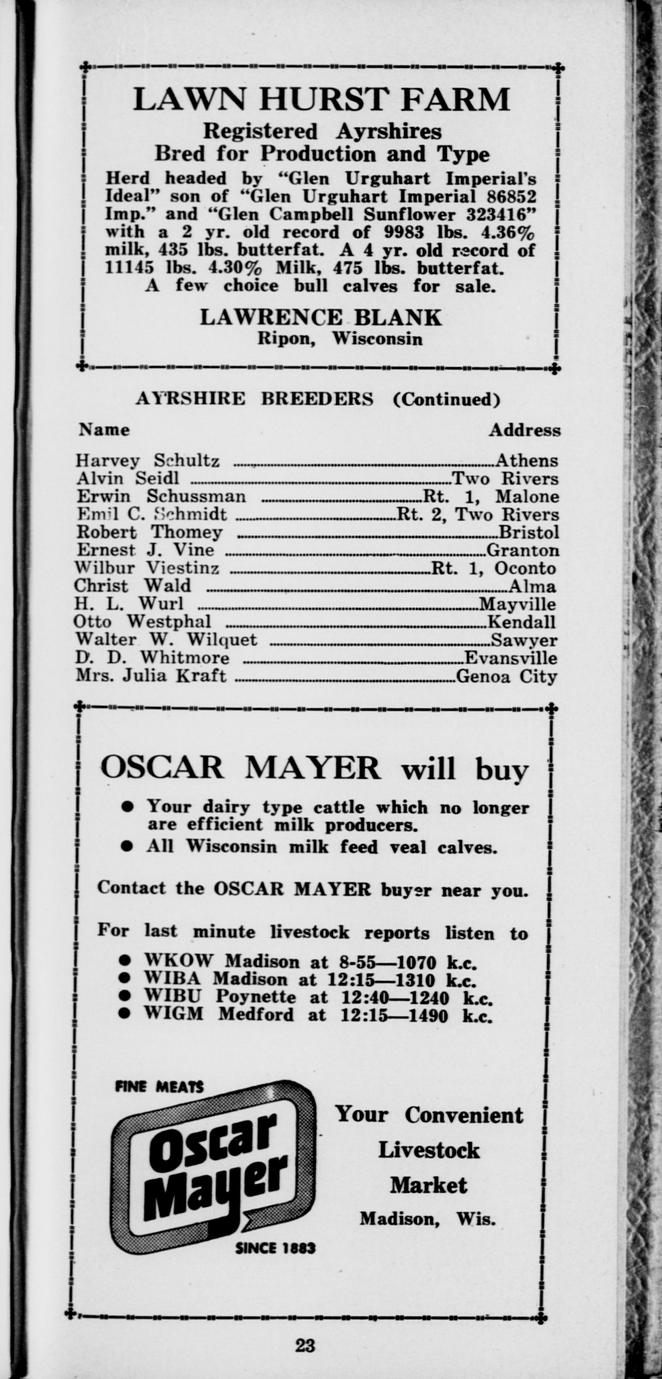 LAWN HURST FARM
Registered Ayrshires
Bred for Production and Type
Herd headed by "Glen Urguhart Imperial's
Ideal" son of "Glen Urguhart Imperial 86852
Imp." and "Glen Campbell Sunflower 323416"
with a 2 yr. old record of 9983 lbs. 4.36%
milk, 435 lbs. butterfat. A 4 yr. old record of
11145 lbs. 4.30% Milk, 475 lbs. butterfat.
A few choice bull calves for sale.
LAWRENCE BLANK
Ripon, Wisconsin
AYRSHIRE BREEDERS (Continued)
Name Address
Harvey Schultz ........ Athens
Alvin Seidl ........ Two Rivers
Erwin Schussman ........ Rt. 1, Malone
Emil C. Schmidt ........ Rt. 2, Two Rivers
Robert Thomey ........ Bristol
Ernest J. Vine ........ Granton
Wilbur Viestinz ........ Rt. 1, Oconto
Christ Wald ........ Alma
H. L. Wurl ........ Mayville
Otto Westphal ........ Kendall
Walter W. Wilquet ........ Sawyer
D. D. Whitmore ........ Evansville
Mrs. Julia Kraft ........ Genoa City
OSCAR MAYER will buy
● Your dairy type cattle which no longer
are efficient milk producers.
● All Wisconsin milk feed veal calves.
Contact the OSCAR MAYER buyer near you.
For last minute livestock reports listen to
● WKOW Madison at 8-55—1070 k.c.
● WIBA Madison at 12:15—1310 k.c.
● WIBU Poynette at 12:40—1240 k.c.
● WIGM Medford at 12:15—1490 k.c.
FINE MEATS
Oscar
Mayer
SINCE 1883
Your Convenient
Livestock
Market
Madison, Wis.
23